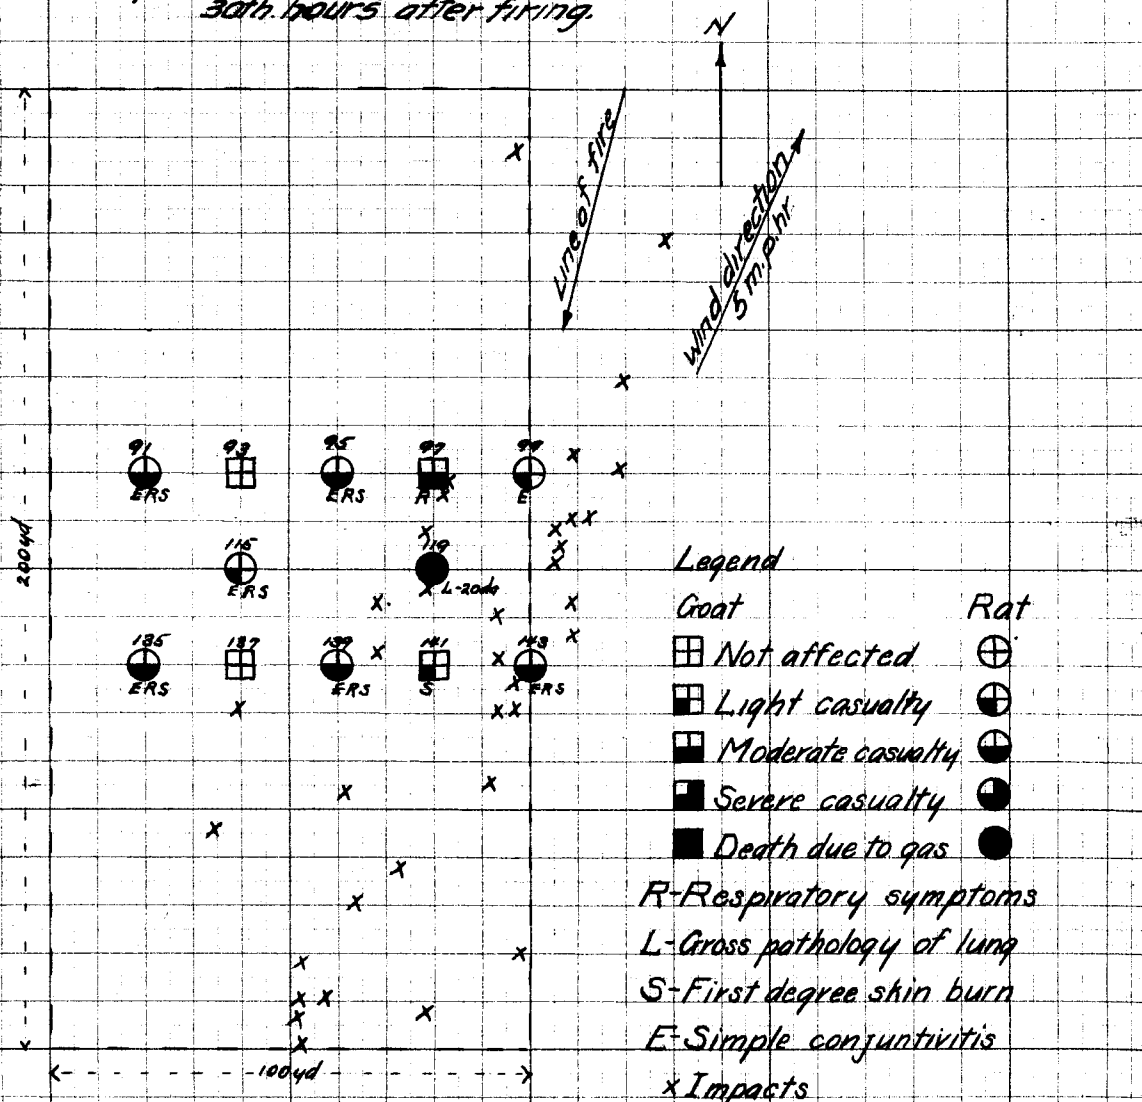 30th hours after firing.
N
Line of fire
wind direction
5 m.p.hr.
91 93 95 97 99
ERS ERS R X E
115 119
ERS L-20da
135 137 139 141 143
ERS ERS S ERS
200yd
100yd
Legend
Goat Rat
Not affected
Light casualty
Moderate casualty
Severe casualty
Death due to gas
R-Respiratory symptoms
L-Gross pathology of lung
S-First degree skin burn
E-Simple conjuntivitis
x Impacts